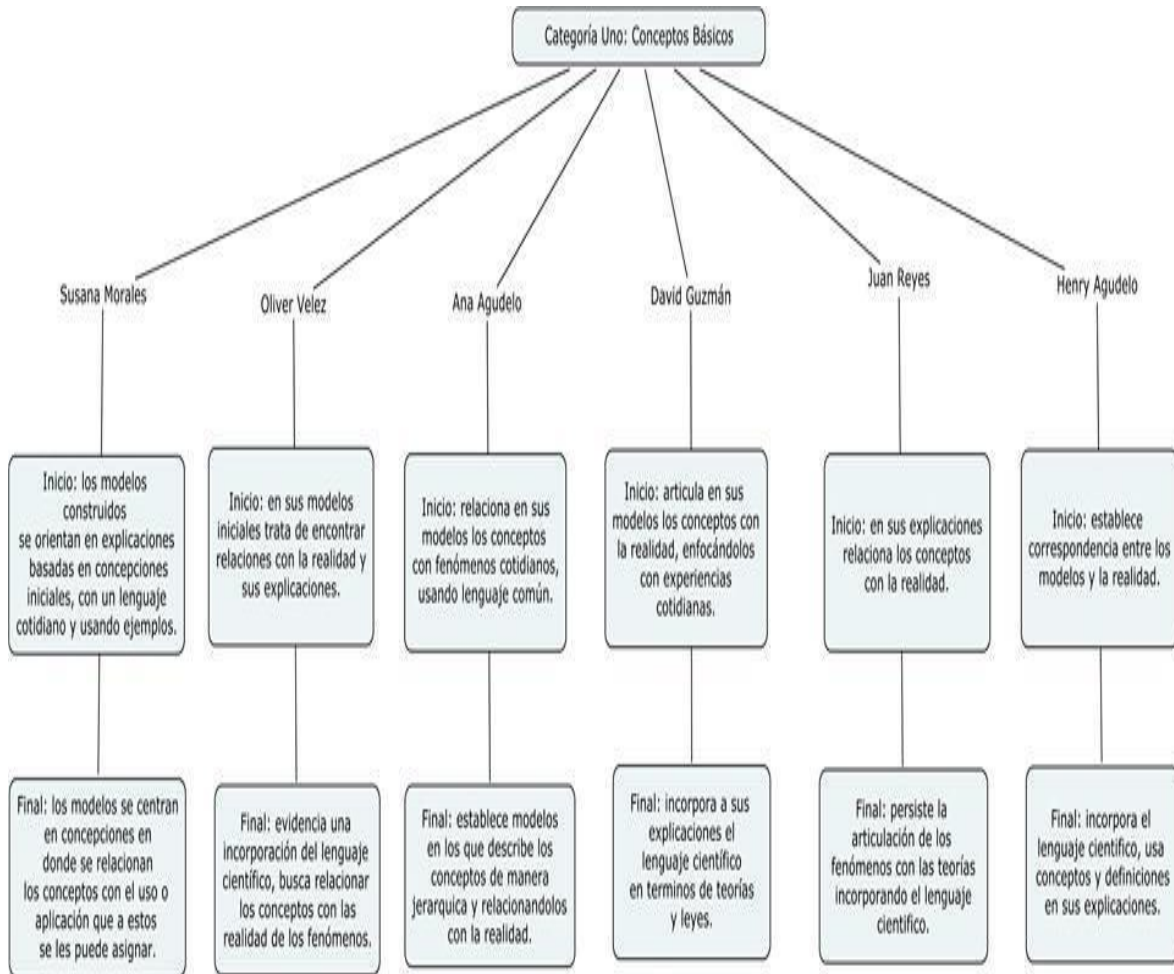 Categoría Uno: Conceptos Básicos
Susana Morales
Oliver Velez
Ana Agudelo
David Guzmán
Juan Reyes
Henry Agudelo
Inicio: los modelos
construidos
se orientan en explicaciones
basadas en concepciones
iniciales, con un lenguaje
cotidiano y usando ejemplos.
Inicio: en sus modelos
iniciales trata de encontrar
relaciones con la realidad y
sus explicaciones.
Inicio: relaciona en sus
modelos los conceptos
con fenómenos cotidianos,
usando lenguaje común.
Inicio: articula en sus
modelos los conceptos con
la realidad, enfocándolos
con experiencias
cotidianas.
Inicio: en sus explicaciones
relaciona los conceptos
con la realidad.
Inicio: establece
correspondencia entre los
modelos y la realidad.
Final: los modelos se centran
en concepciones en
donde se relacionan
los conceptos con el uso o
aplicación que a estos
se les puede asignar.
Final: evidencia una
incorporación del lenguaje
científico, busca relacionar
los conceptos con las
realidad de los fenómenos.
Final: establece modelos
en los que describe los
conceptos de manera
jerarquica y relacionandolos
con la realidad.
Final: incorpora a sus
explicaciones el
lenguaje científico
en terminos de teorías
y leyes.
Final: persiste la
articulación de los
fenómenos con las teorías
incorporando el lenguaje
cientifico.
Final: incorpora el
lenguaje cientifico, usa
conceptos y definiciones
en sus explicaciones.